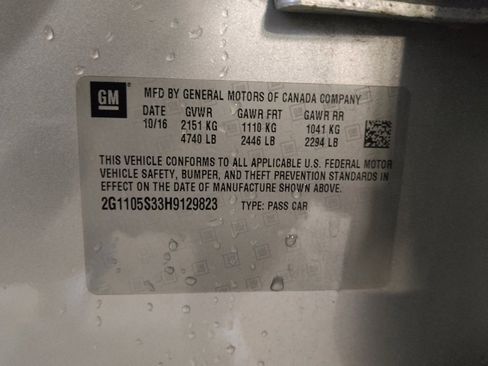 GM
MFD BY GENERAL MOTORS OF CANADA COMPANY
DATE GVWR GAWR FRT GAWR RR
10/16 2151 KG 1110 KG 1041 KG
4740 LB 2446 LB 2294 LB
THIS VEHICLE CONFORMS TO ALL APPLICABLE U.S. FEDERAL MOTOR
VEHICLE SAFETY, BUMPER, AND THEFT PREVENTION STANDARDS IN
EFFECT ON THE DATE OF MANUFACTURE SHOWN ABOVE.
2G1105S33H9129823 TYPE: PASS CAR